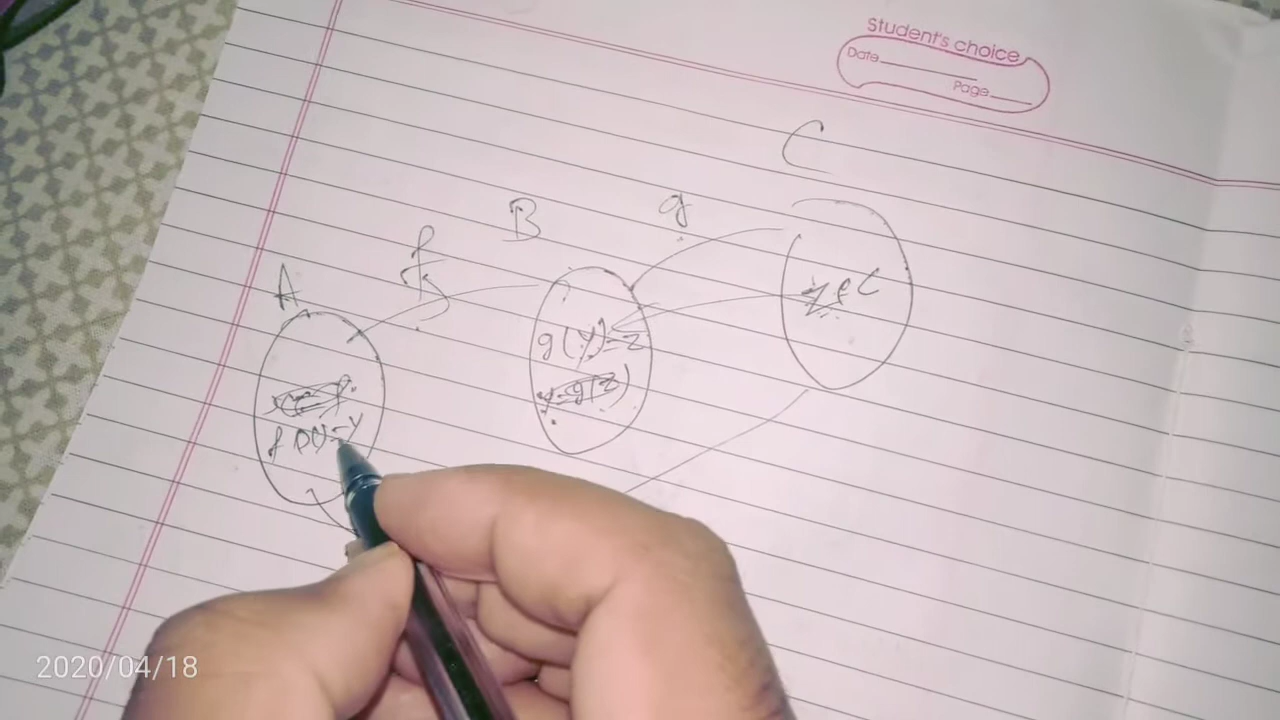 Student's choice
Date
Page
C
B
g
A
f
z ∈ C
g(y)=z
f(x)=y
2020/04/18